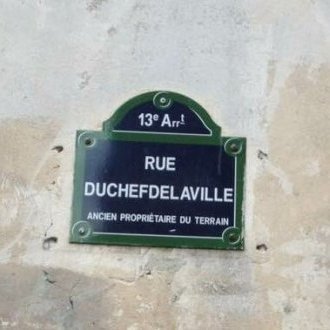 13e Arrt
RUE
DUCHEFDELAVILLE
ANCIEN PROPRIÉTAIRE DU TERRAIN